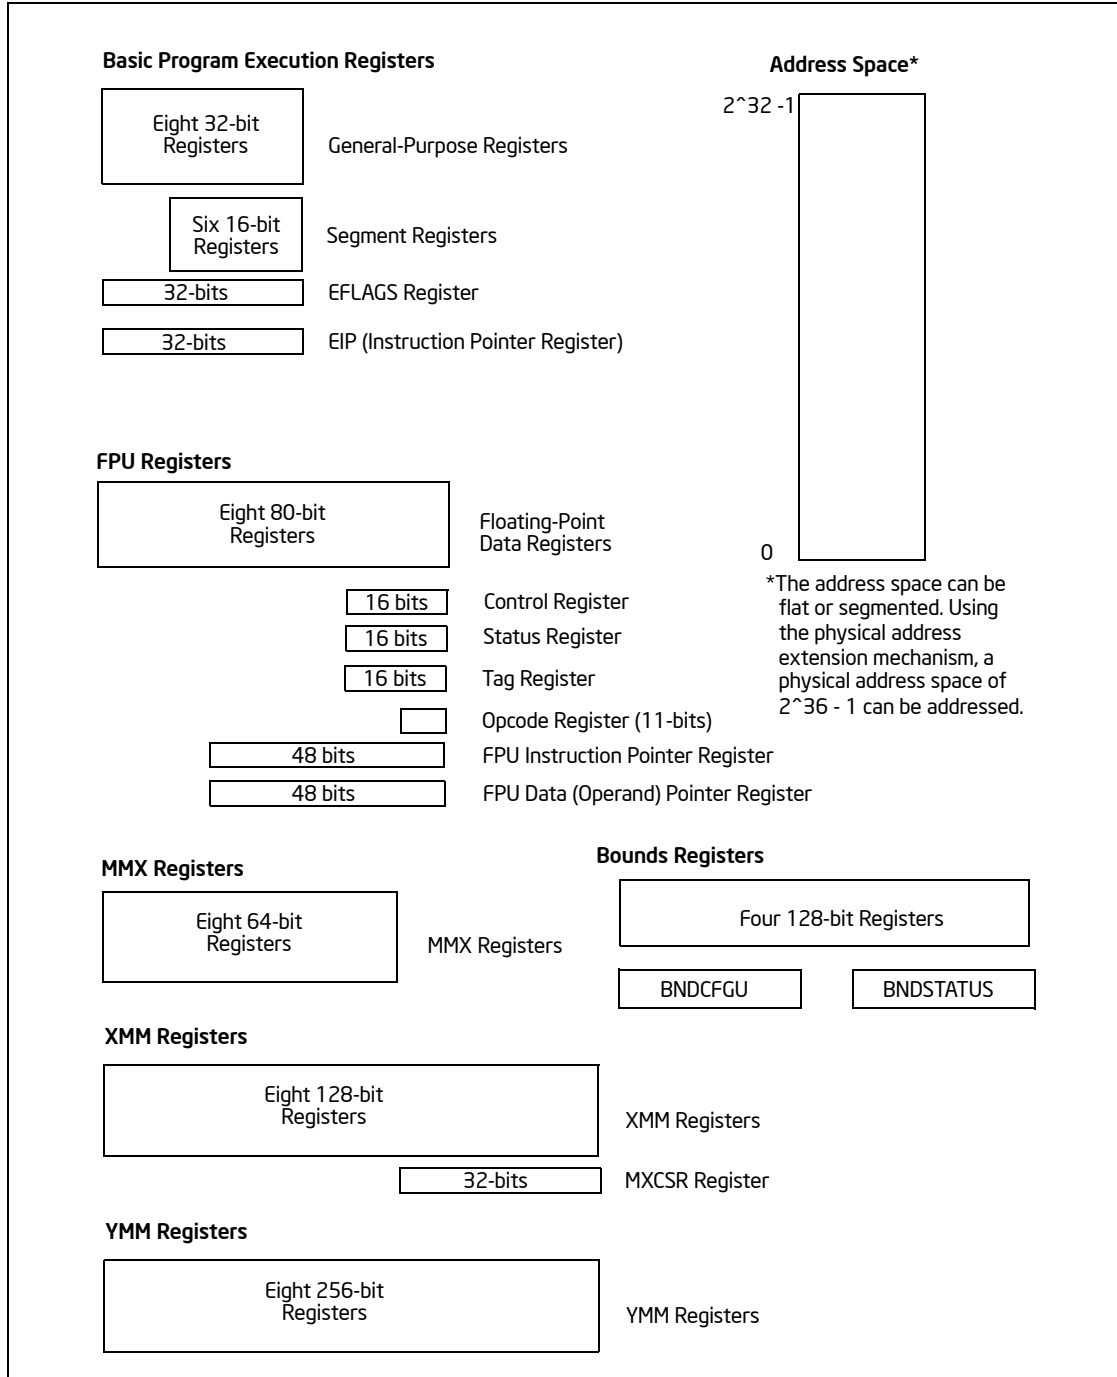 Basic Program Execution Registers
Address Space*
2^32 -1
Eight 32-bit
Registers
General-Purpose Registers
Six 16-bit
Registers
Segment Registers
32-bits
EFLAGS Register
32-bits
EIP (Instruction Pointer Register)
FPU Registers
Eight 80-bit
Registers
Floating-Point
Data Registers
0
*The address space can be
flat or segmented. Using
the physical address
extension mechanism, a
physical address space of
2^36 - 1 can be addressed.
16 bits
Control Register
16 bits
Status Register
16 bits
Tag Register
Opcode Register (11-bits)
48 bits
FPU Instruction Pointer Register
48 bits
FPU Data (Operand) Pointer Register
MMX Registers
Eight 64-bit
Registers
MMX Registers
Bounds Registers
Four 128-bit Registers
BNDCFGU
BNDSTATUS
XMM Registers
Eight 128-bit
Registers
XMM Registers
32-bits
MXCSR Register
YMM Registers
Eight 256-bit
Registers
YMM Registers